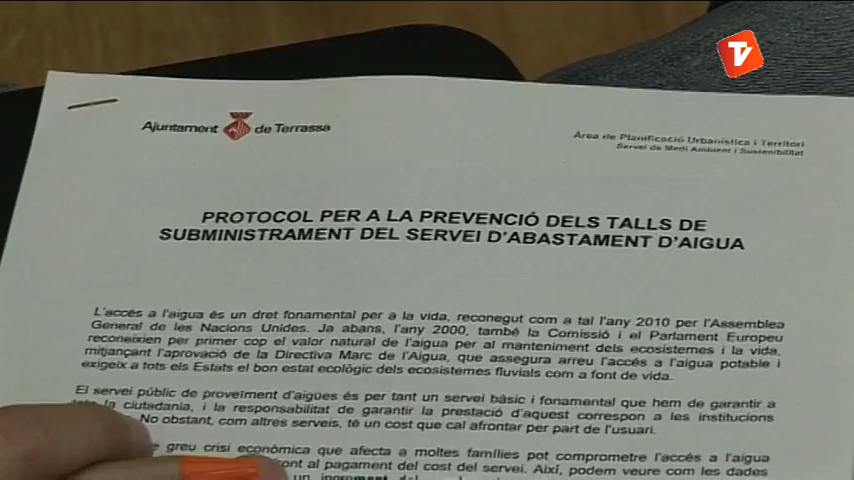 TV
Ajuntament de Terrassa
Àrea de Planificació Urbanística i Territori
Servei de Medi Ambient i Sostenibilitat
PROTOCOL PER A LA PREVENCIÓ DELS TALLS DE
SUBMINISTRAMENT DEL SERVEI D'ABASTAMENT D'AIGUA
L'accés a l'aigua és un dret fonamental per a la vida, reconegut com a tal l'any 2010 per l'Assemblea
General de les Nacions Unides. Ja abans, l'any 2000, també la Comissió i el Parlament Europeu
reconeixien per primer cop el valor natural de l'aigua per al manteniment dels ecosistemes i la vida,
mitjançant l'aprovació de la Directiva Marc de l'Aigua, que assegura arreu l'accés a l'aigua potable i
exigeix a tots els Estats el bon estat ecològic dels ecosistemes fluvials com a font de vida.
El servei públic de proveïment d'aigües és per tant un servei bàsic i fonamental que hem de garantir a
la ciutadania, i la responsabilitat de garantir la prestació d'aquest correspon a les institucions
No obstant, com altres serveis, té un cost que cal afrontar per part de l'usuari.
greu crisi econòmica que afecta a moltes famílies pot comprometre l'accés a l'aigua
al pagament del cost del servei. Així, podem veure com les dades
un increment del